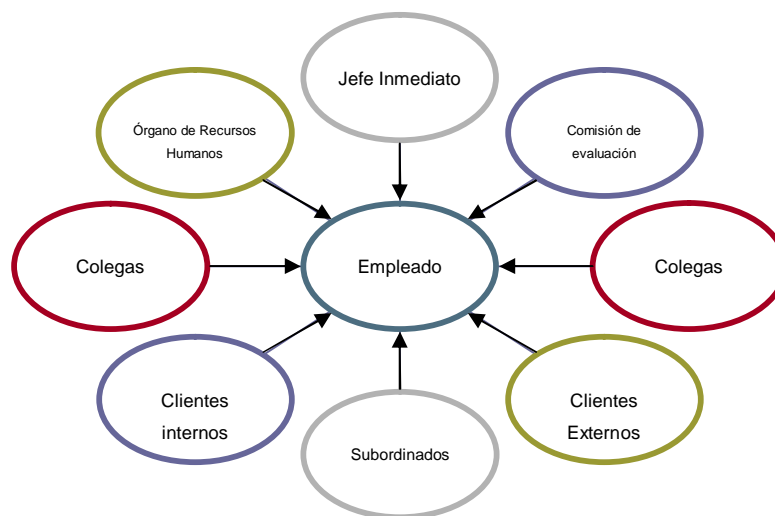 Jefe Inmediato
Órgano de Recursos
Humanos
Comisión de
evaluación
Colegas
Empleado
Colegas
Clientes
internos
Clientes
Externos
Subordinados